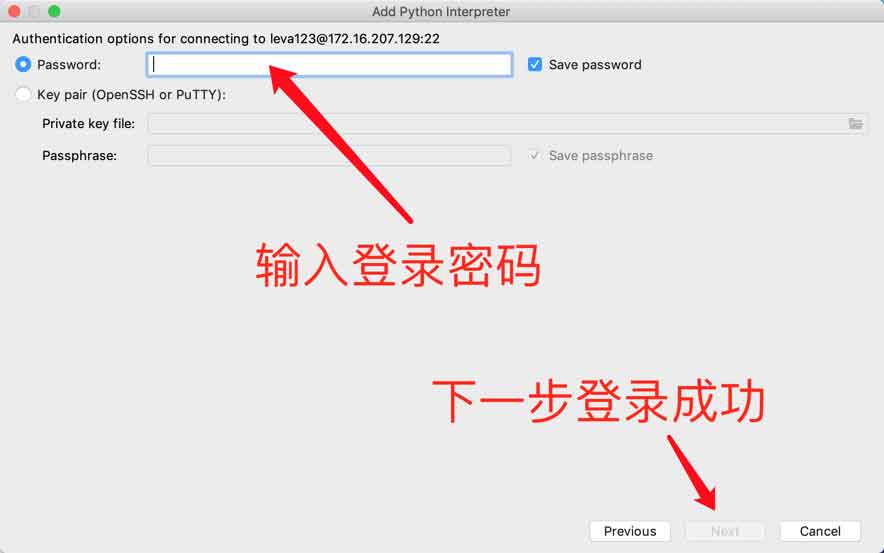 Add Python Interpreter
Authentication options for connecting to leva123@172.16.207.129:22
Password: Save password
Key pair (OpenSSH or PuTTY):
Private key file:
Passphrase: Save passphrase
输入登录密码
下一步登录成功
Previous Next Cancel